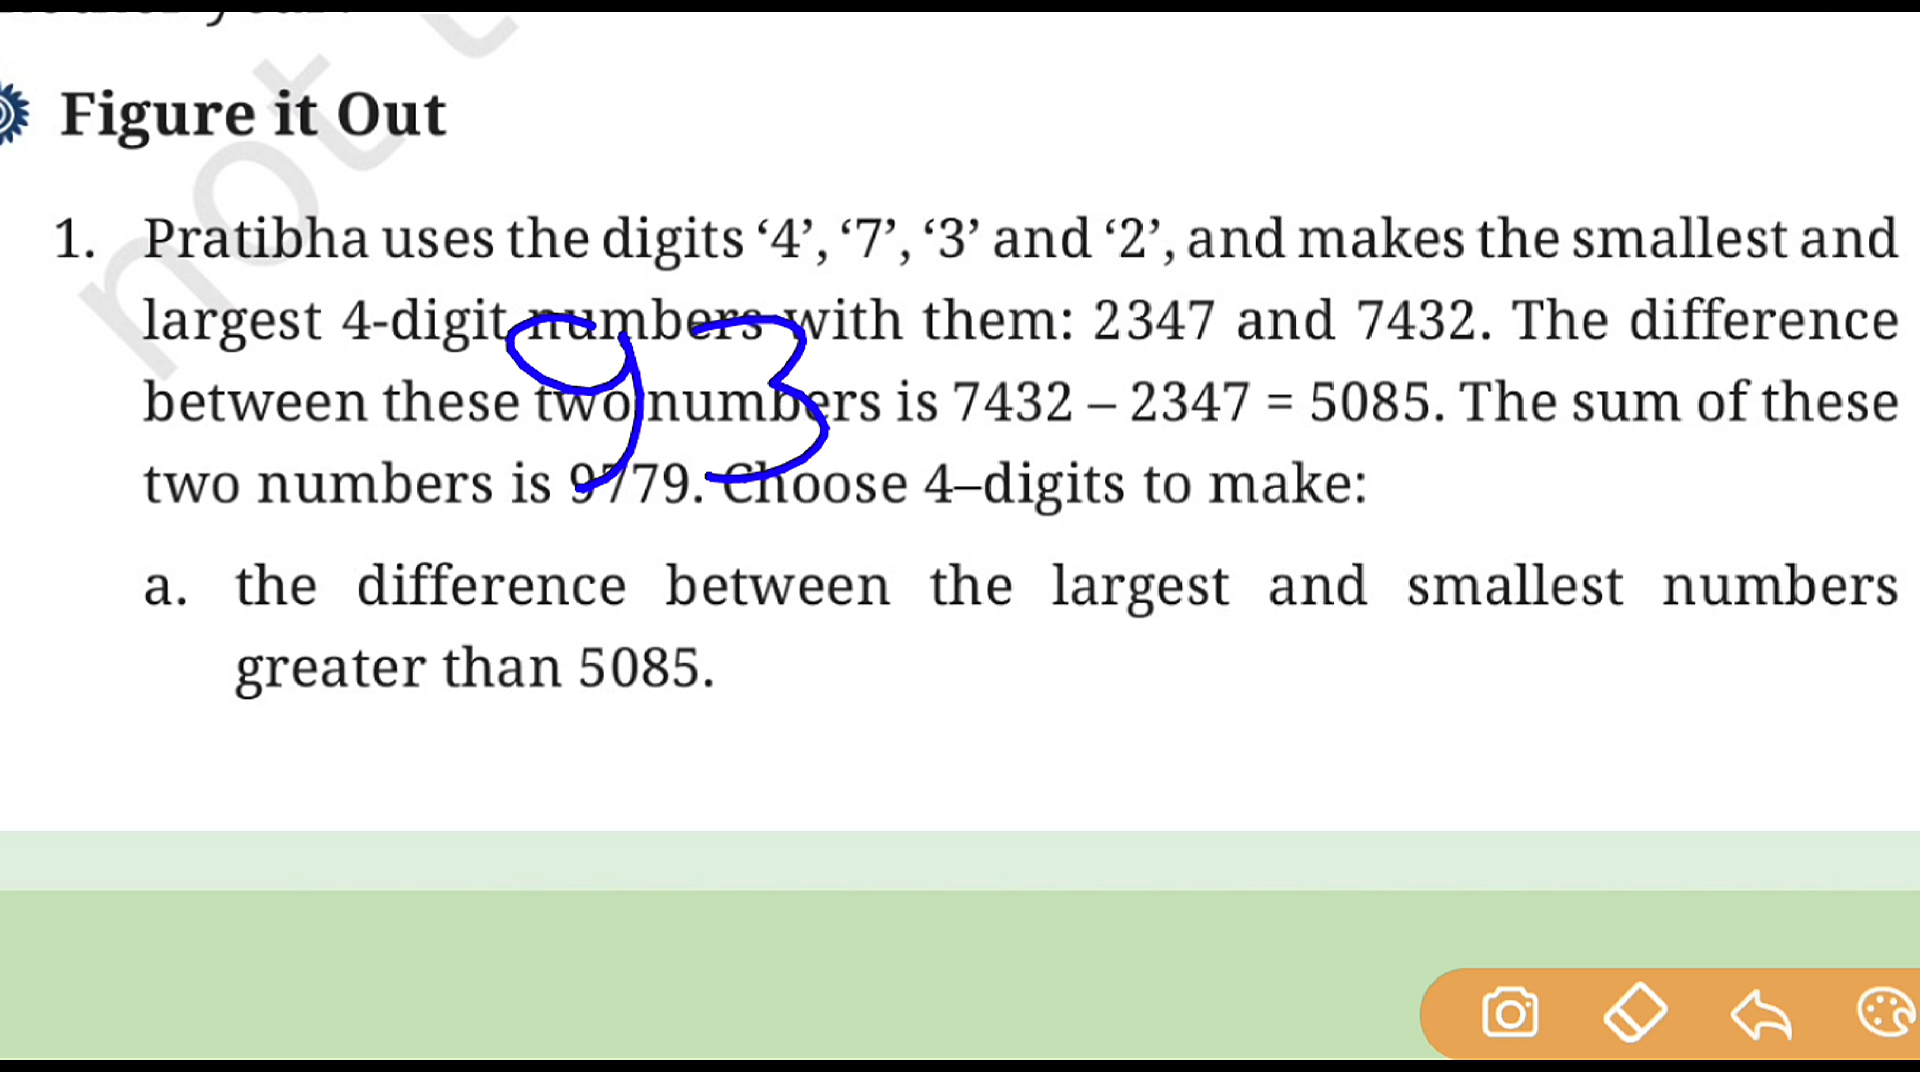 Figure it Out
1. Pratibha uses the digits ‘4’, ‘7’, ‘3’ and ‘2’, and makes the smallest and
largest 4-digit numbers with them: 2347 and 7432. The difference
between these two numbers is 7432 – 2347 = 5085. The sum of these
two numbers is 9779. Choose 4–digits to make:
93
a. the difference between the largest and smallest numbers
greater than 5085.
not